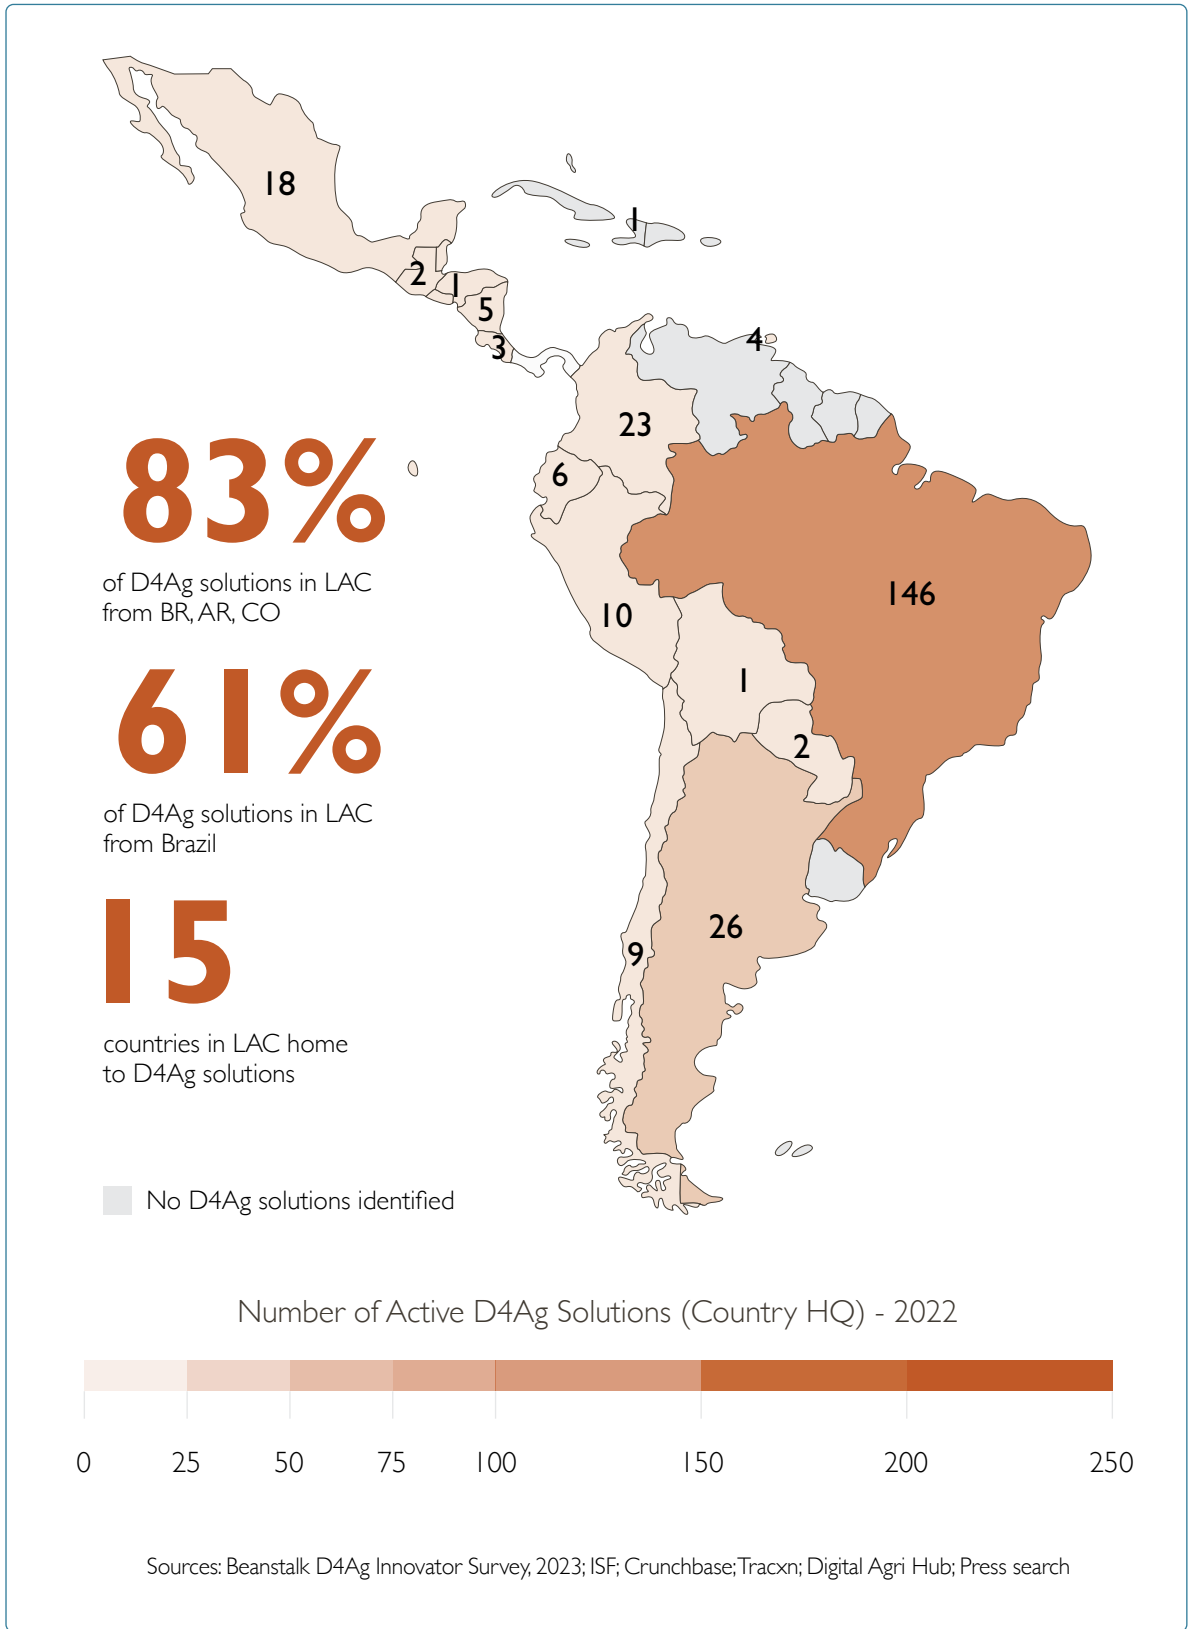 18
1
2
1
5
3
4
23
6
146
10
1
2
26
9
83%
of D4Ag solutions in LAC
from BR, AR, CO
61%
of D4Ag solutions in LAC
from Brazil
15
countries in LAC home
to D4Ag solutions
No D4Ag solutions identified
Number of Active D4Ag Solutions (Country HQ) - 2022
0 25 50 75 100 150 200 250
Sources: Beanstalk D4Ag Innovator Survey, 2023; ISF; Crunchbase;Tracxn; Digital Agri Hub; Press search